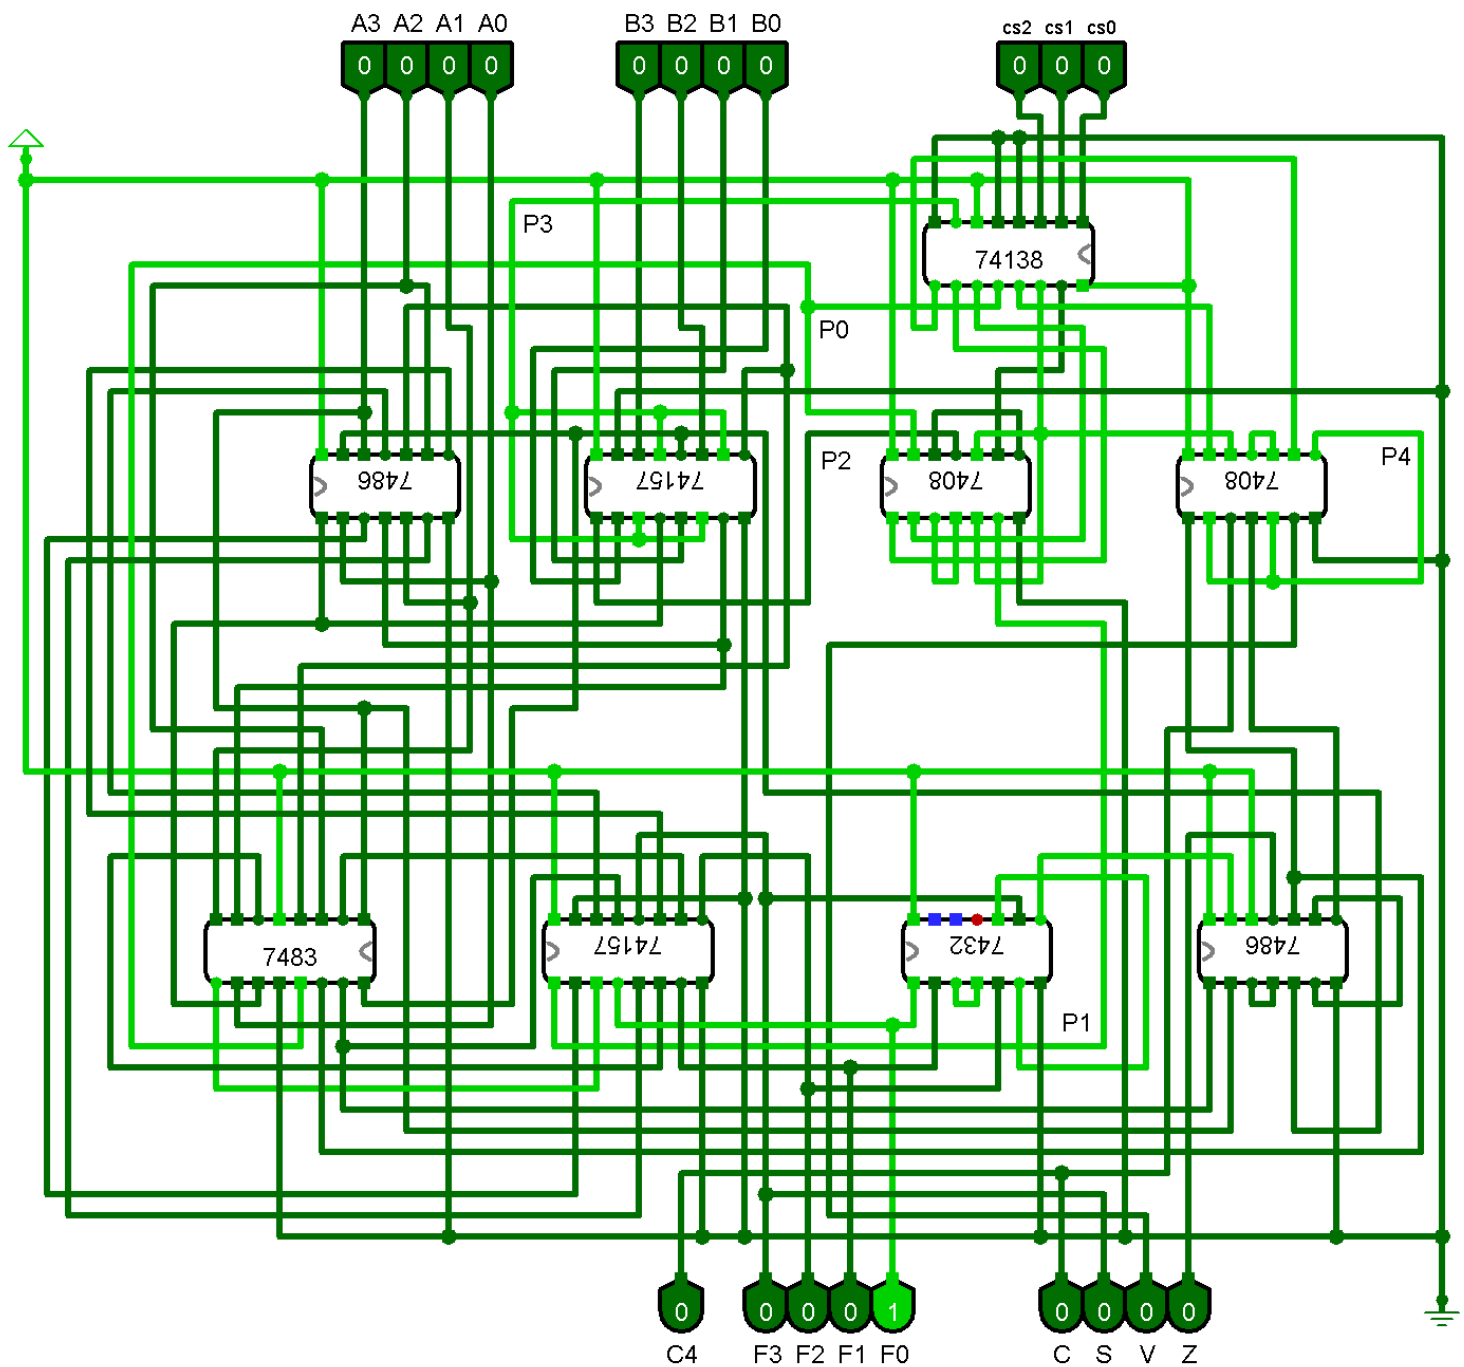 A3 A2 A1 A0 B3 B2 B1 B0 cs2 cs1 cs0
0 0 0 0 0 0 0 0 0 0 0
P3
74138
P0
P2
P4
7486 74157 7408 7408
7483 74157 7432 7486
P1
0 0 0 0 1 0 0 0 0
C4 F3 F2 F1 F0 C S V Z